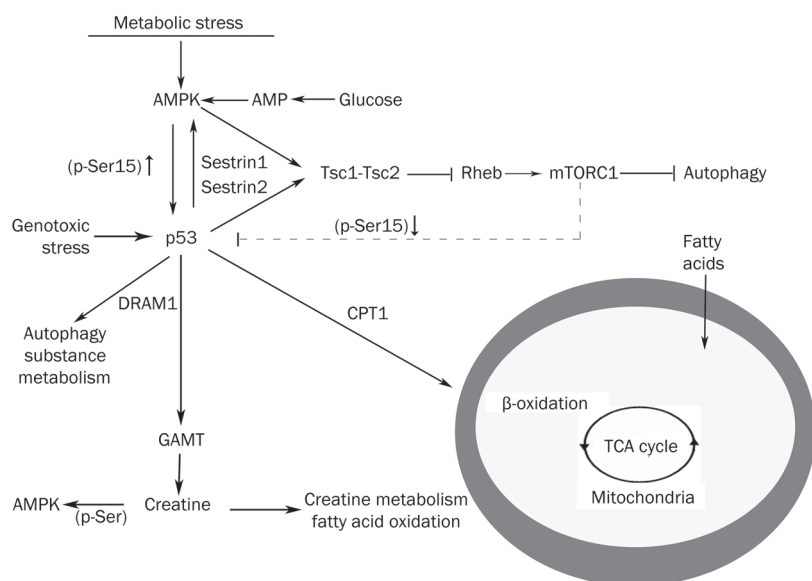 Metabolic stress
AMPK
AMP
Glucose
(p-Ser15)↑
Sestrin1
Sestrin2
Tsc1-Tsc2
Rheb
mTORC1
Autophagy
(p-Ser15)↓
Genotoxic
stress
p53
Fatty
acids
DRAM1
CPT1
Autophagy
substance
metabolism
β-oxidation
GAMT
TCA cycle
Mitochondria
AMPK
(p-Ser)
Creatine
Creatine metabolism
fatty acid oxidation